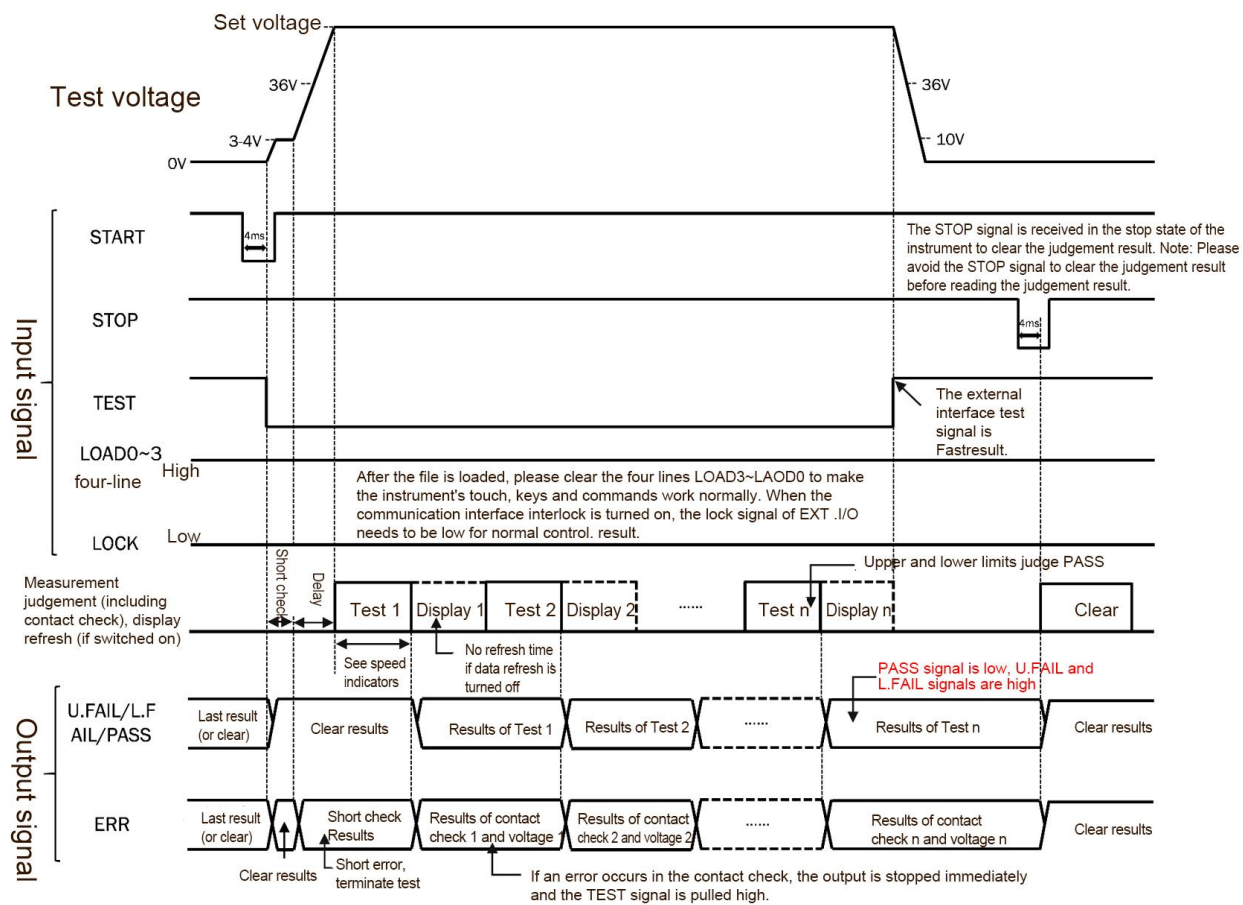 Set voltage
36V
Test voltage
3-4V
0V
36V
10V
Input signal
START
4ms
The STOP signal is received in the stop state of the
instrument to clear the judgement result. Note: Please
avoid the STOP signal to clear the judgement result
before reading the judgement result.
STOP
4ms
TEST
The external
interface test
signal is
Fastresult.
LOAD0~3
four-line
High
After the file is loaded, please clear the four lines LOAD3~LAOD0 to make
the instrument's touch, keys and commands work normally. When the
communication interface interlock is turned on, the lock signal of EXT .I/O
needs to be low for normal control. result.
LOCK
Low
Short check
Delay
Upper and lower limits judge PASS
Measurement
judgement (including
contact check), display
refresh (if switched on)
Test 1
Display 1
Test 2
Display 2
......
Test n
Display n
Clear
See speed
indicators
No refresh time
if data refresh is
turned off
PASS signal is low, U.FAIL and
L.FAIL signals are high
Output signal
U.FAIL/L.F
AIL/PASS
Last result
(or clear)
Clear results
Results of Test 1
Results of Test 2
......
Results of Test n
Clear results
ERR
Last result
(or clear)
Short check
Results
Results of contact
check 1 and voltage 1
Results of contact
check 2 and voltage 2
......
Results of contact
check n and voltage n
Clear results
Clear results
Short error,
terminate test
If an error occurs in the contact check, the output is stopped immediately
and the TEST signal is pulled high.